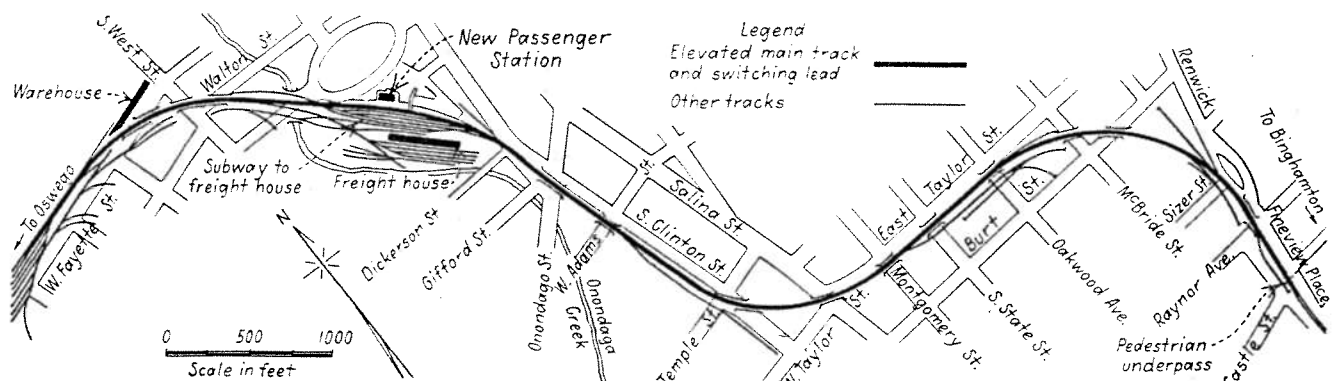 S. West St.
Warehouse
Walton St.
New Passenger
Station
Legend
Elevated main track
and switching lead
Other tracks
Subway to
freight house
Freight house
To Oswego
W. Fayette St.
N
0 500 1000
Scale in feet
Dickerson St.
Gifford St.
Onondaga St.
W. Adams St.
Onondaga
Creek
Salina St.
S. Clinton St.
Temple St.
W. Taylor St.
East Taylor St.
Montgomery St.
Burt St.
S. State St.
Oakwood Ave.
McBride St.
Sizer St.
Renwick
To Binghamton
Raynor Ave.
Pineview Place
Pedestrian
underpass